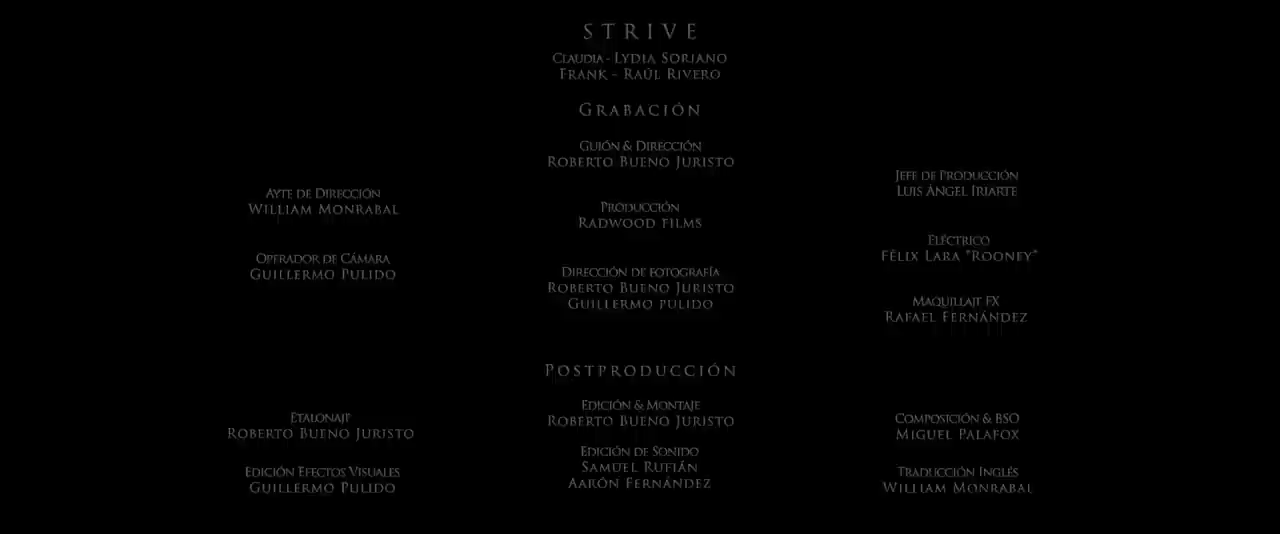 STRIVE
CLAUDIA - LYDIA SORIANO
FRANK - RAÚL RIVERO
GRABACIÓN
GUIÓN & DIRECCIÓN
ROBERTO BUENO JURISTO
AYTE DE DIRECCIÓN
WILLIAM MONRABAL
OPERADOR DE CÁMARA
GUILLERMO PULIDO
PRODUCCIÓN
RADWOOD FILMS
DIRECCIÓN DE FOTOGRAFÍA
ROBERTO BUENO JURISTO
GUILLERMO PULIDO
JEFE DE PRODUCCIÓN
LUIS ÁNGEL IRIARTE
ELÉCTRICO
FÉLIX LARA "ROONEY"
MAQUILLAJE FX
RAFAEL FERNÁNDEZ
POSTPRODUCCIÓN
ETALONAJE
ROBERTO BUENO JURISTO
EDICIÓN EFECTOS VISUALES
GUILLERMO PULIDO
EDICIÓN & MONTAJE
ROBERTO BUENO JURISTO
EDICIÓN DE SONIDO
SAMUEL RUFIÁN
AARÓN FERNÁNDEZ
COMPOSICIÓN & BSO
MIGUEL PALAFOX
TRADUCCIÓN INGLÉS
WILLIAM MONRABAL